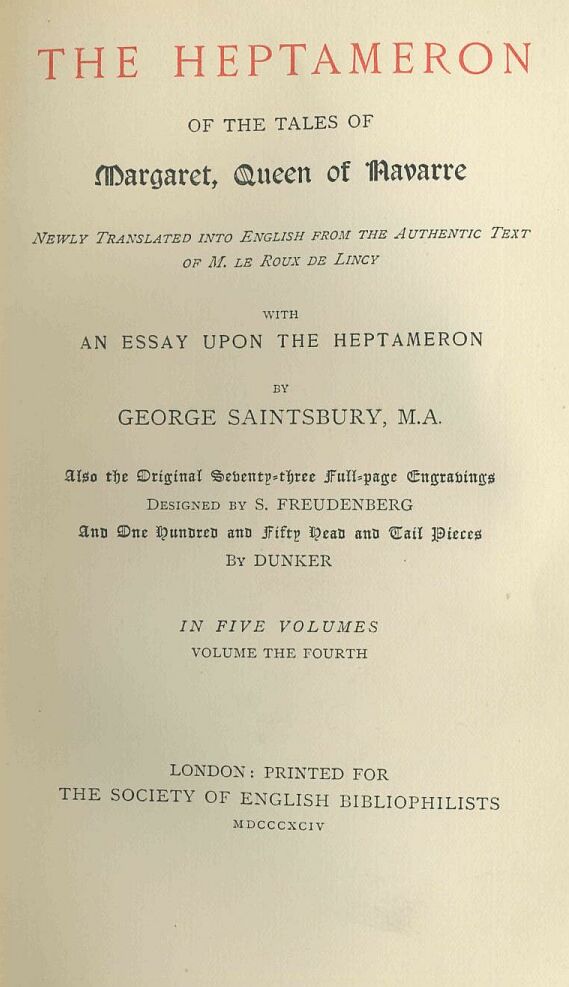 THE HEPTAMERON
OF THE TALES OF
Margaret, Queen of Navarre
NEWLY TRANSLATED INTO ENGLISH FROM THE AUTHENTIC TEXT
OF M. LE ROUX DE LINCY
WITH
AN ESSAY UPON THE HEPTAMERON
BY
GEORGE SAINTSBURY, M.A.
Also the Original Seventy-three Full-page Engravings
DESIGNED BY S. FREUDENBERG
And One Hundred and Fifty Head and Tail Pieces
BY DUNKER
IN FIVE VOLUMES
VOLUME THE FOURTH
LONDON: PRINTED FOR
THE SOCIETY OF ENGLISH BIBLIOPHILISTS
MDCCCXCIV